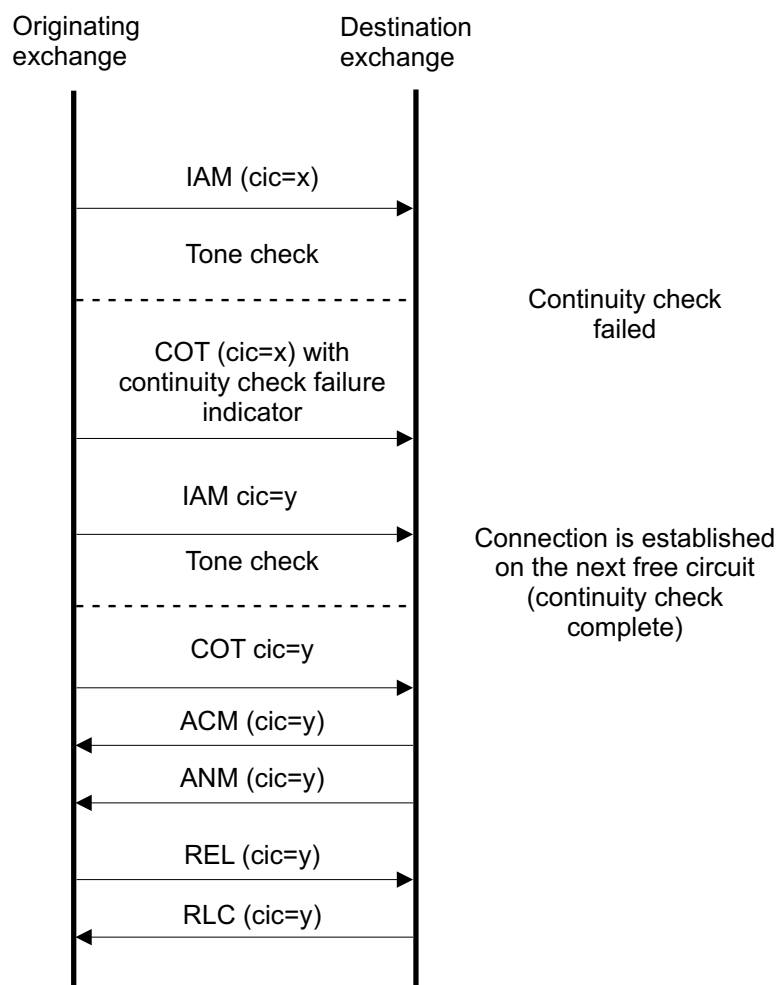 Originating
exchange
Destination
exchange
IAM (cic=x)
Tone check
Continuity check
failed
COT (cic=x) with
continuity check failure
indicator
IAM cic=y
Tone check
Connection is established
on the next free circuit
(continuity check
complete)
COT cic=y
ACM (cic=y)
ANM (cic=y)
REL (cic=y)
RLC (cic=y)